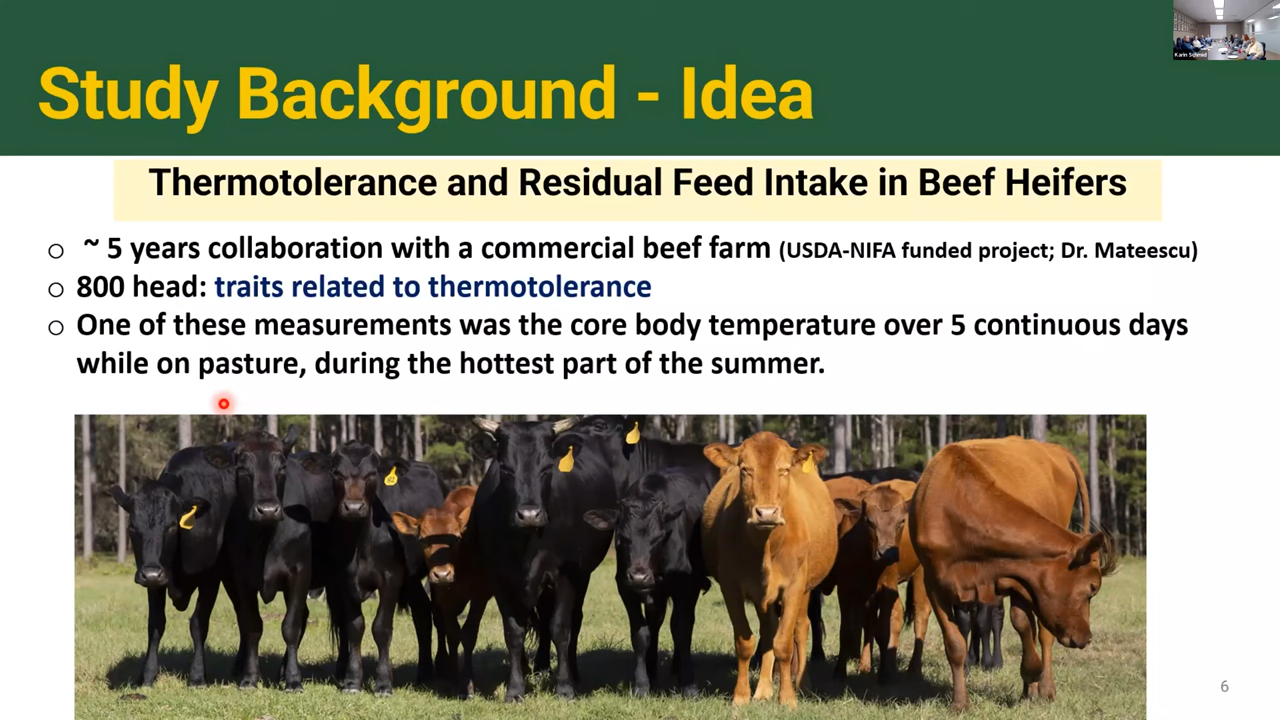 Karin Schmid
Study Background - Idea
Thermotolerance and Residual Feed Intake in Beef Heifers
○ ~ 5 years collaboration with a commercial beef farm (USDA-NIFA funded project; Dr. Mateescu)
○ 800 head: traits related to thermotolerance
○ One of these measurements was the core body temperature over 5 continuous days
while on pasture, during the hottest part of the summer.
6